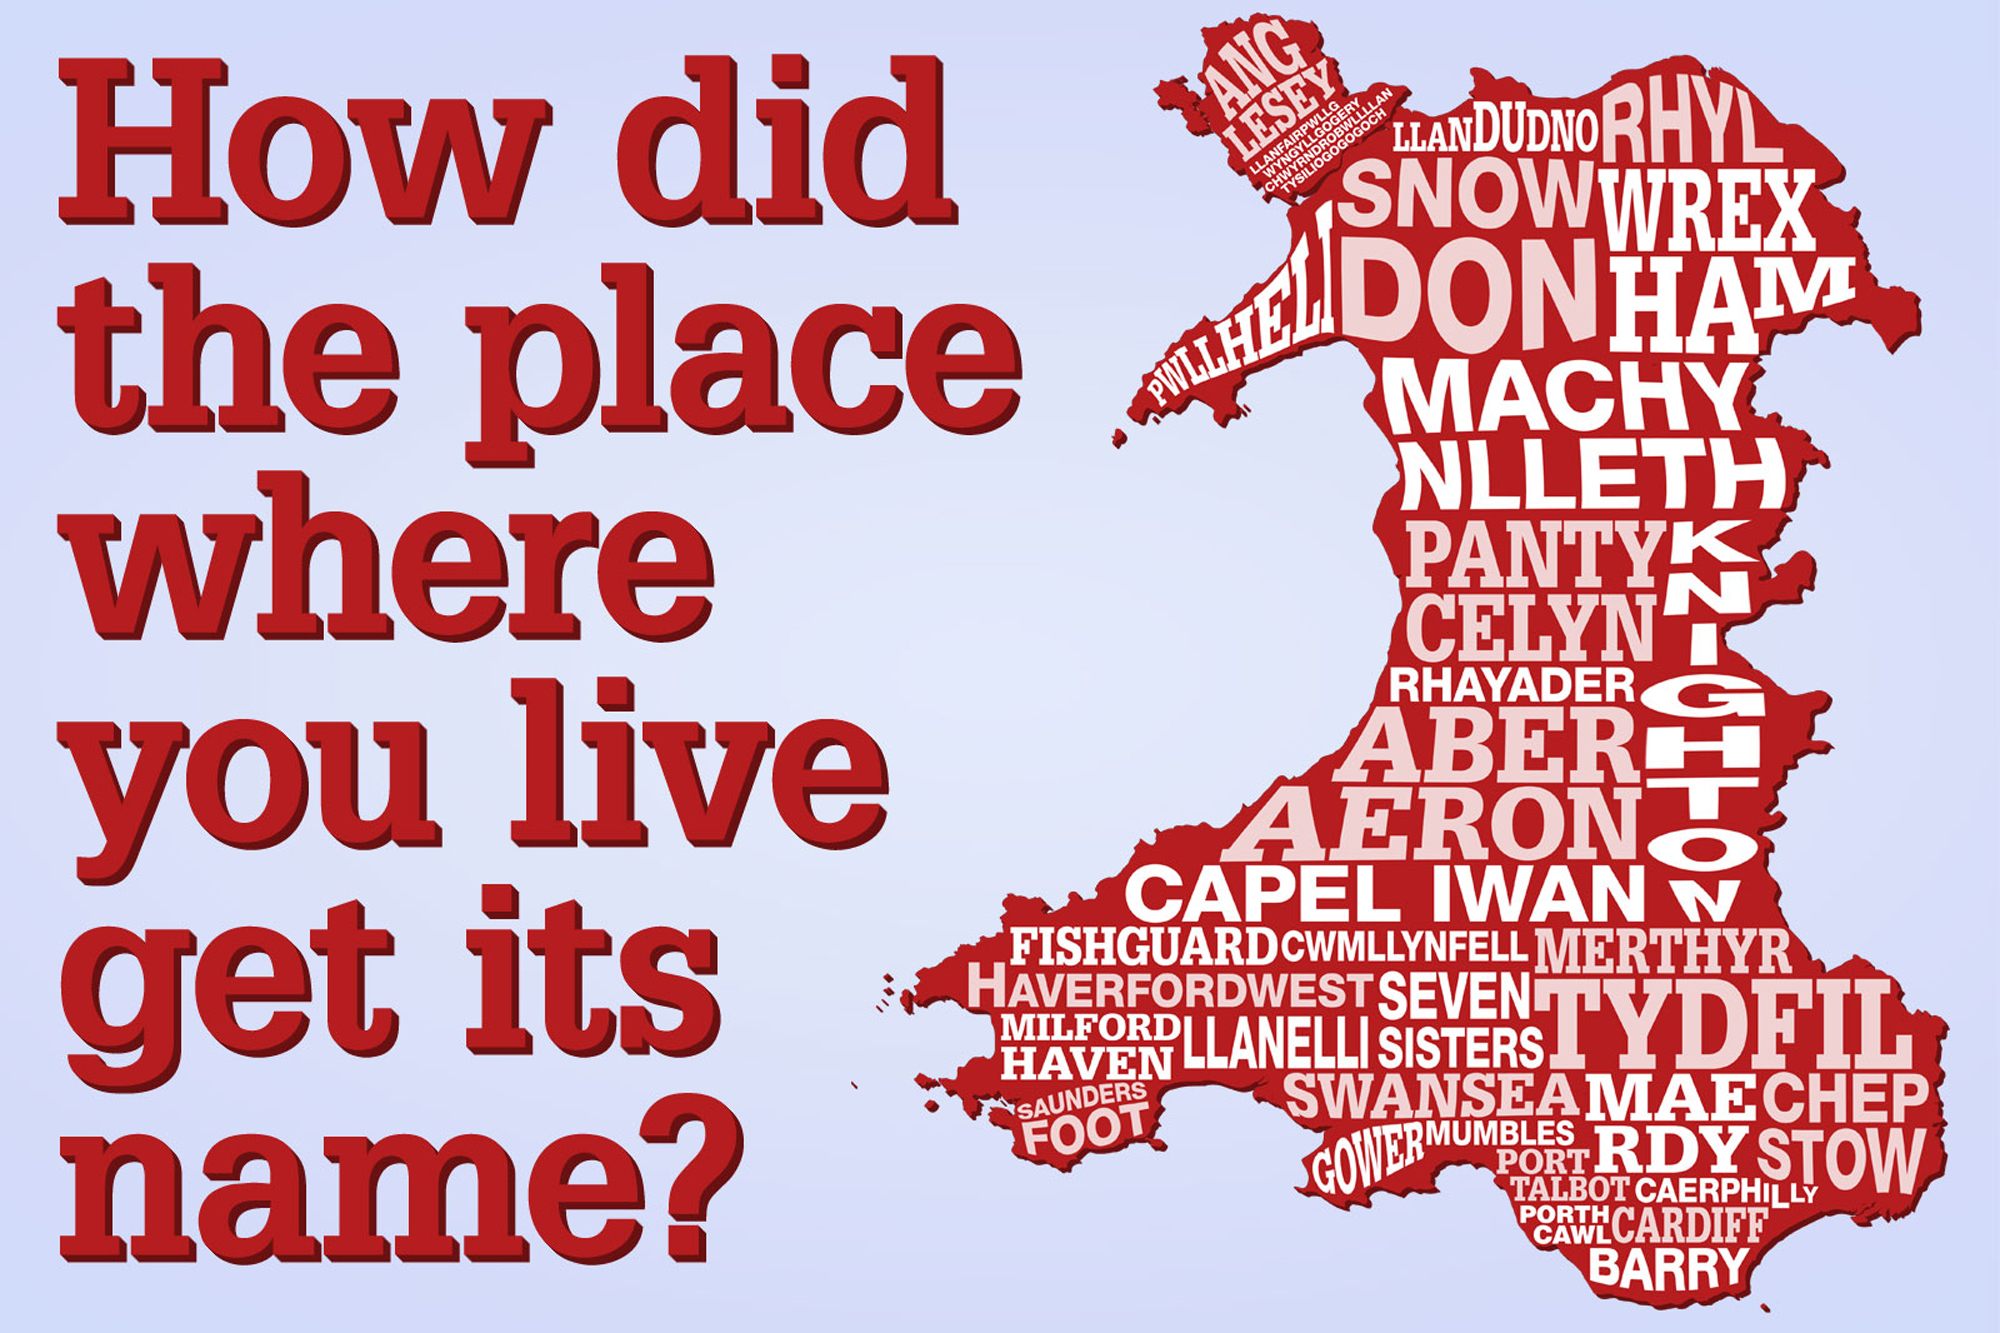 How did
the place
where
you live
get its
name?
ANG
LESEY
LLANFAIRPWLLG
WYNGYLLGOGERY
CHWYRNDROBWLLLLAN
TYSILIOGOGOGOCH
LLANDUDNO
RHYL
SNOW
DON
WREX
HAM
PWLLHELI
MACHY
NLLETH
PANTY
CELYN
KNIGHTON
RHAYADER
ABER
AERON
CAPEL IWAN
FISHGUARD
CWMLLYNFELL
MERTHYR
TYDFIL
HAVERFORDWEST
SEVEN
SISTERS
MILFORD
HAVEN
LLANELLI
SAUNDERS
FOOT
SWANSEA
MAE
RDY
CHEP
STOW
GOWER
MUMBLES
PORT
TALBOT
CAERPHILLY
PORTH
CAWL
CARDIFF
BARRY